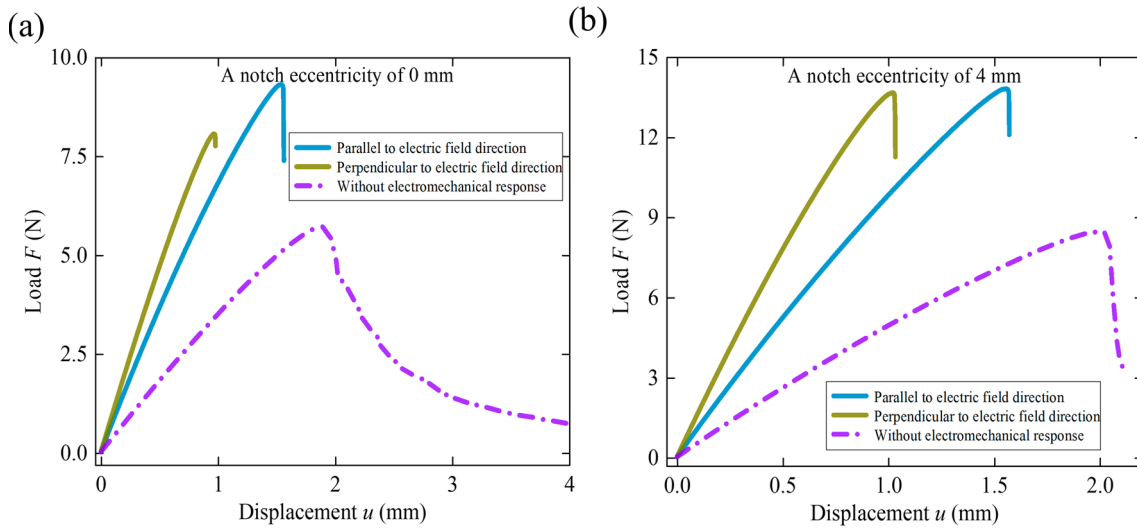 (a)
10.0
7.5
5.0
2.5
0.0
Load F (N)
A notch eccentricity of 0 mm
Parallel to electric field direction
Perpendicular to electric field direction
Without electromechanical response
0
1
2
3
4
Displacement u (mm)
(b)
15
12
9
6
3
0
Load F (N)
A notch eccentricity of 4 mm
Parallel to electric field direction
Perpendicular to electric field direction
Without electromechanical response
0.0
0.5
1.0
1.5
2.0
Displacement u (mm)